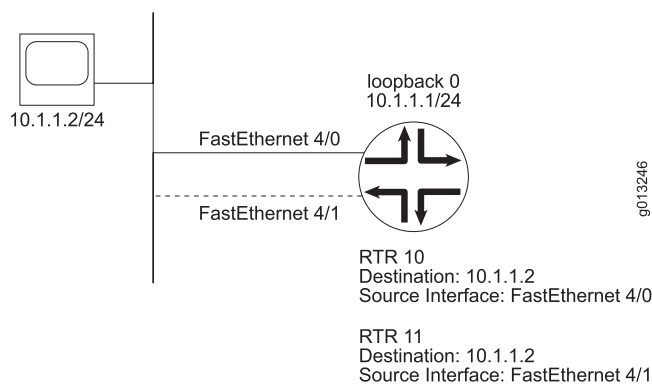 loopback 0
10.1.1.1/24
10.1.1.2/24
FastEthernet 4/0
FastEthernet 4/1
g013246
RTR 10
Destination: 10.1.1.2
Source Interface: FastEthernet 4/0
RTR 11
Destination: 10.1.1.2
Source Interface: FastEthernet 4/1